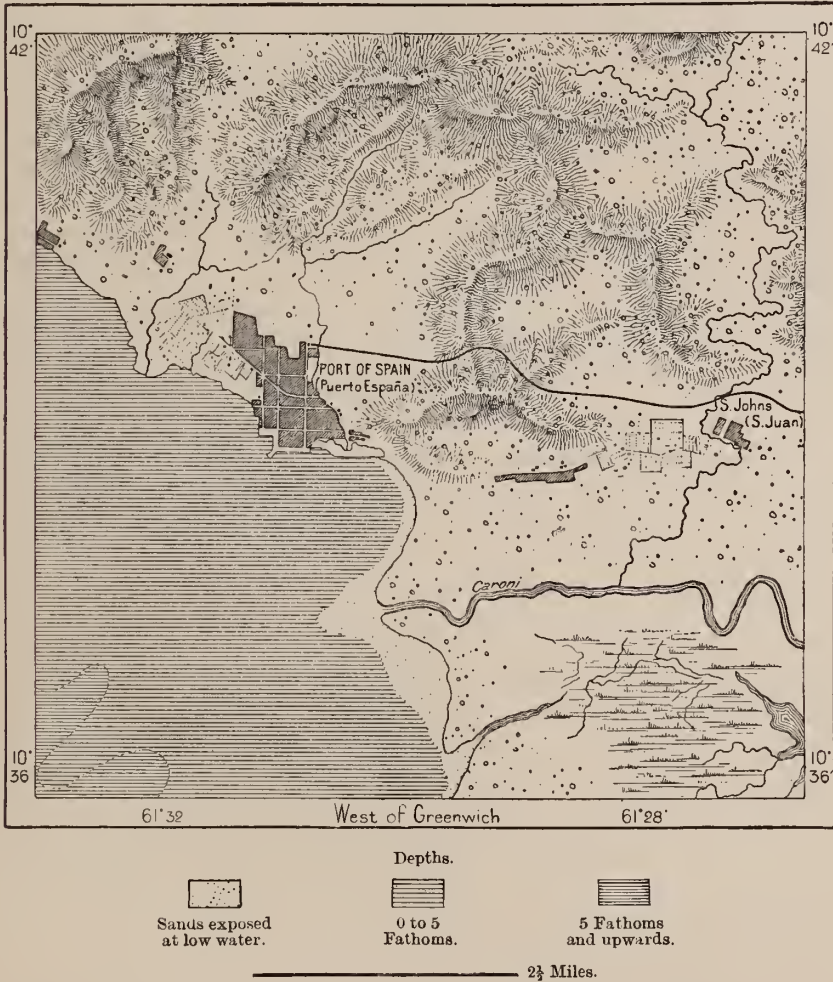 10°
42'
10°
42'
PORT OF SPAIN
(Puerto España)
S. Johns
(S. Juan)
Caroni
10°
36'
10°
36'
61°32'
West of Greenwich
61°28'
Depths.
Sands exposed
at low water.
0 to 5
Fathoms.
5 Fathoms
and upwards.
2½ Miles.